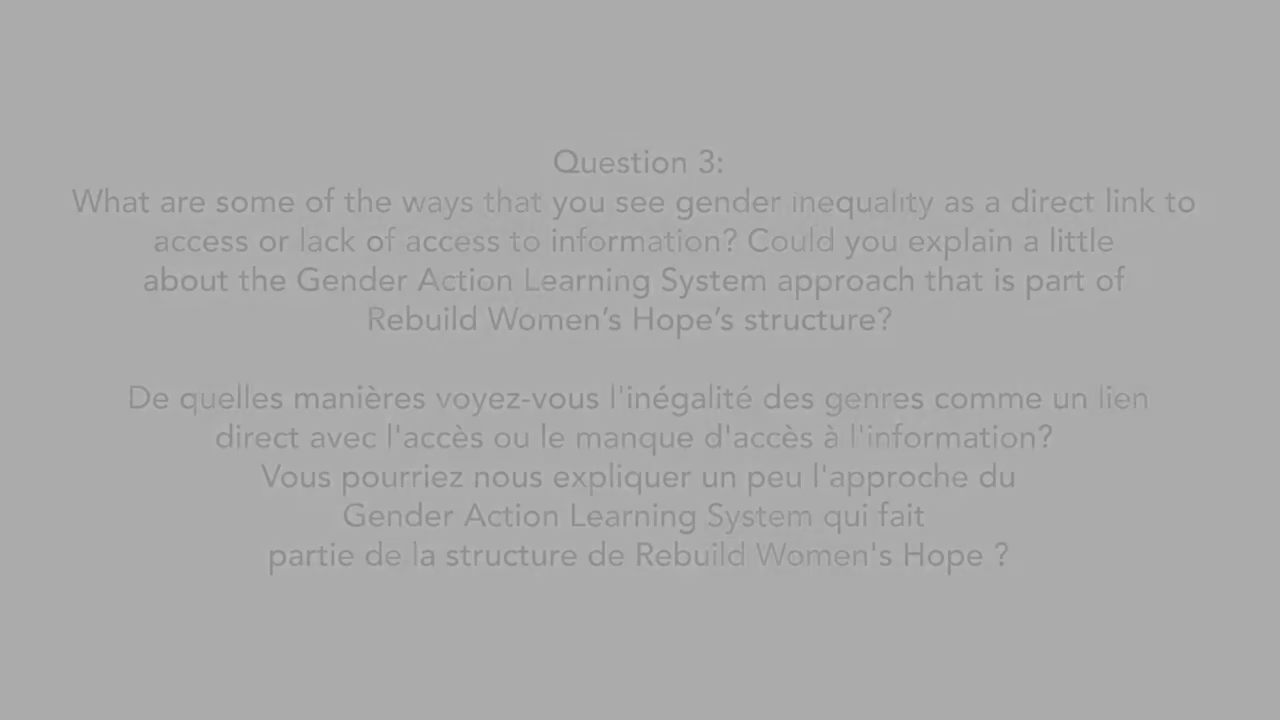 Question 3:
What are some of the ways that you see gender inequality as a direct link to
access or lack of access to information? Could you explain a little
about the Gender Action Learning System approach that is part of
Rebuild Women’s Hope’s structure?
De quelles manières voyez-vous l'inégalité des genres comme un lien
direct avec l'accès ou le manque d'accès à l'information?
Vous pourriez nous expliquer un peu l'approche du
Gender Action Learning System qui fait
partie de la structure de Rebuild Women's Hope ?